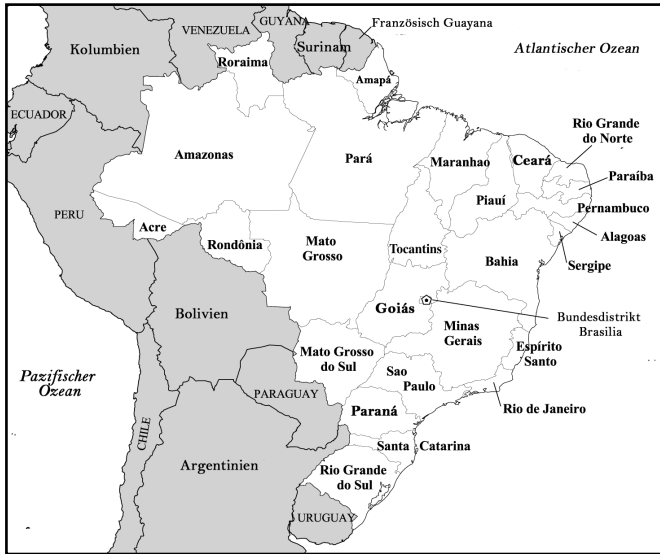 GUYANA
Französisch Guayana
VENEZUELA
Kolumbien
Surinam
Atlantischer Ozean
Roraima
Amapá
ECUADOR
Rio Grande
do Norte
Amazonas
Pará
Maranhao
Ceará
Paraíba
Piauí
Pernambuco
PERU
Acre
Rondônia
Mato
Grosso
Tocantins
Alagoas
Bahia
Sergipe
Bolivien
Goiás
Bundesdistrikt
Brasilia
Minas
Gerais
Espírito
Santo
Mato Grosso
do Sul
Sao
Paulo
Pazifischer
Ozean
PARAGUAY
Rio de Janeiro
Paraná
CHILE
Santa Catarina
Argentinien
Rio Grande
do Sul
URUGUAY